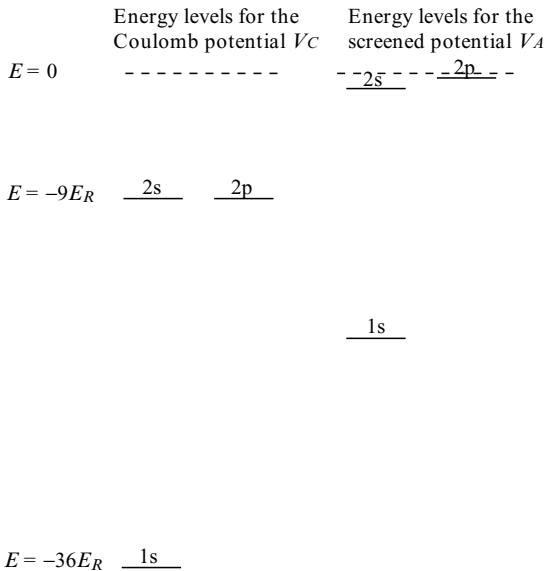 Energy levels for the Coulomb potential VC
Energy levels for the screened potential VA
E = 0
2s
2p
E = −9ER
2s
2p
1s
E = −36ER
1s